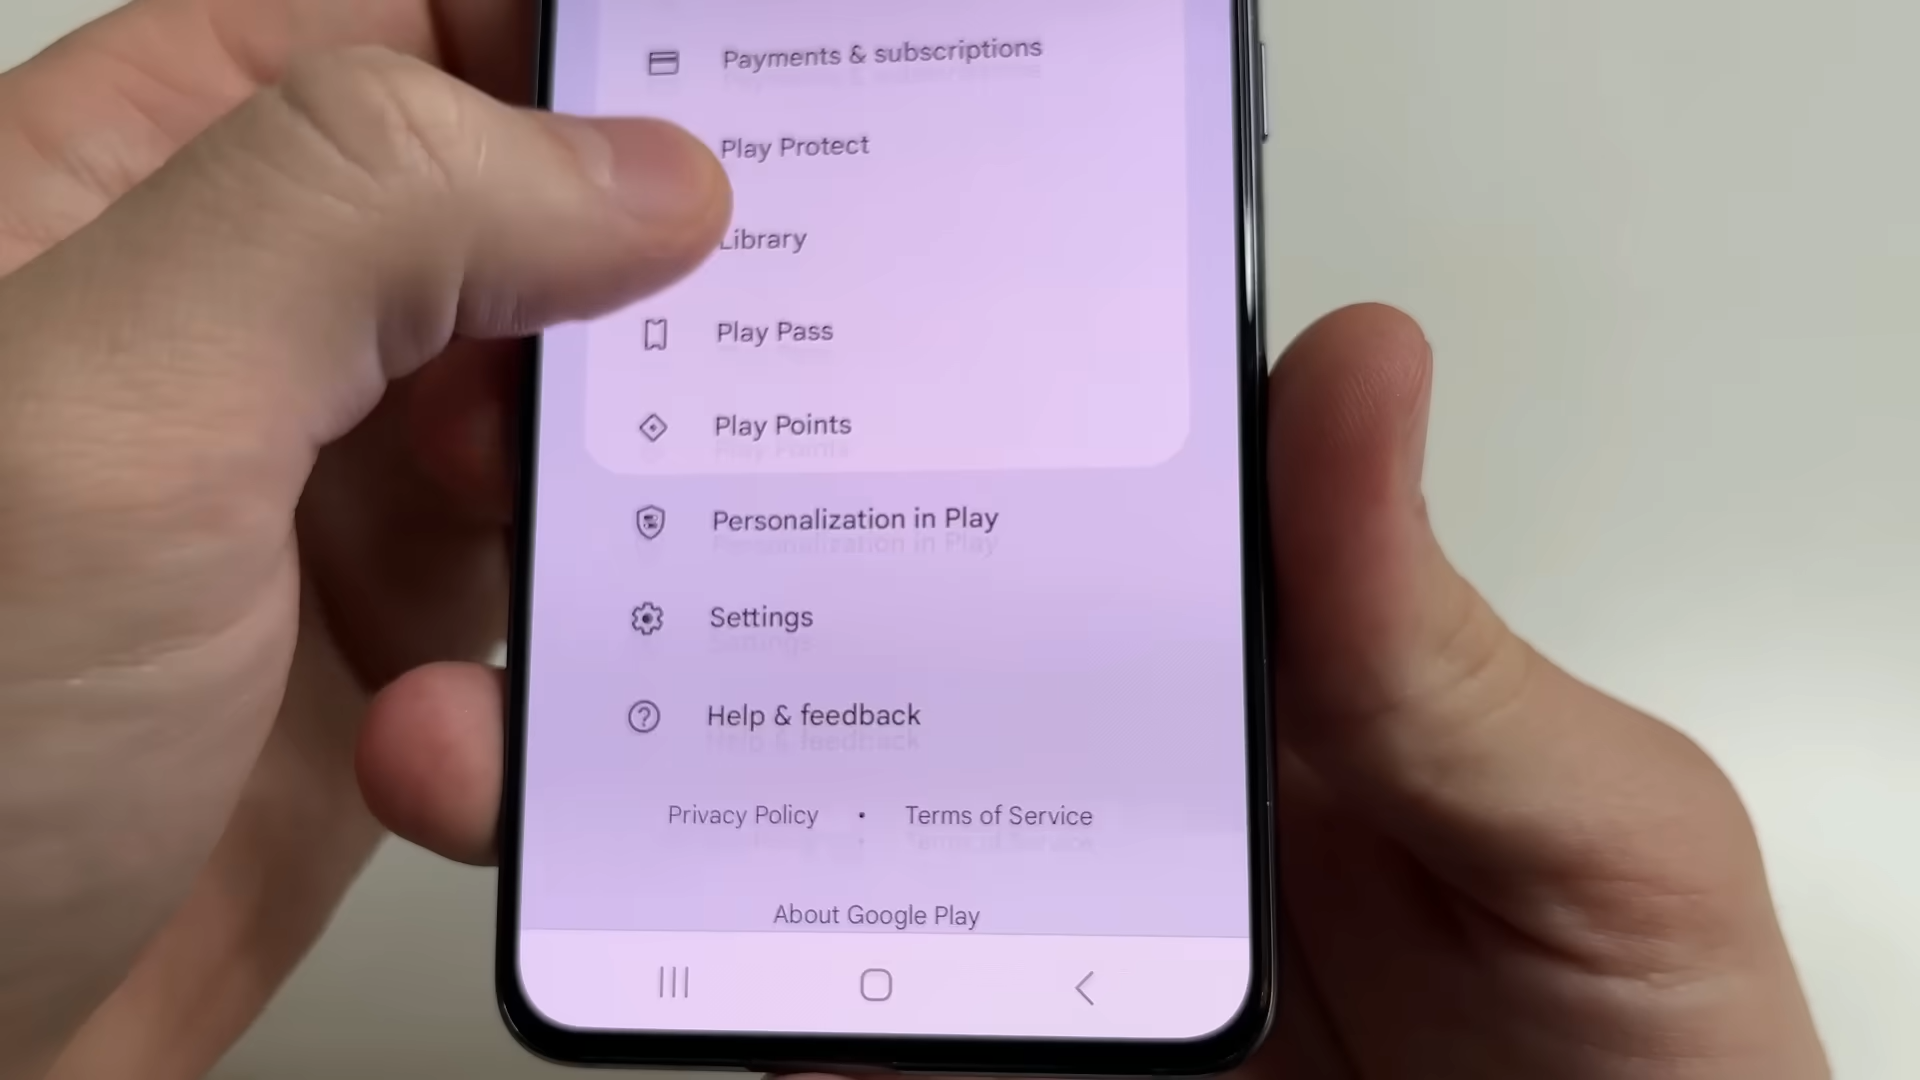 Payments & subscriptions
Play Protect
Library
Play Pass
Play Points
Personalization in Play
Settings
Help & feedback
Privacy Policy • Terms of Service
About Google Play